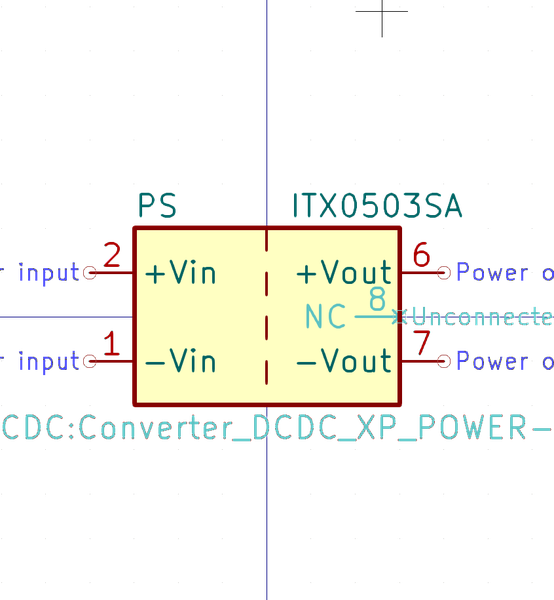 PS ITX0503SA
r input 2 +Vin +Vout 6 Power o
NC 8 Unconnecte
r input 1 -Vin -Vout 7 Power o
CDC:Converter_DCDC_XP_POWER-